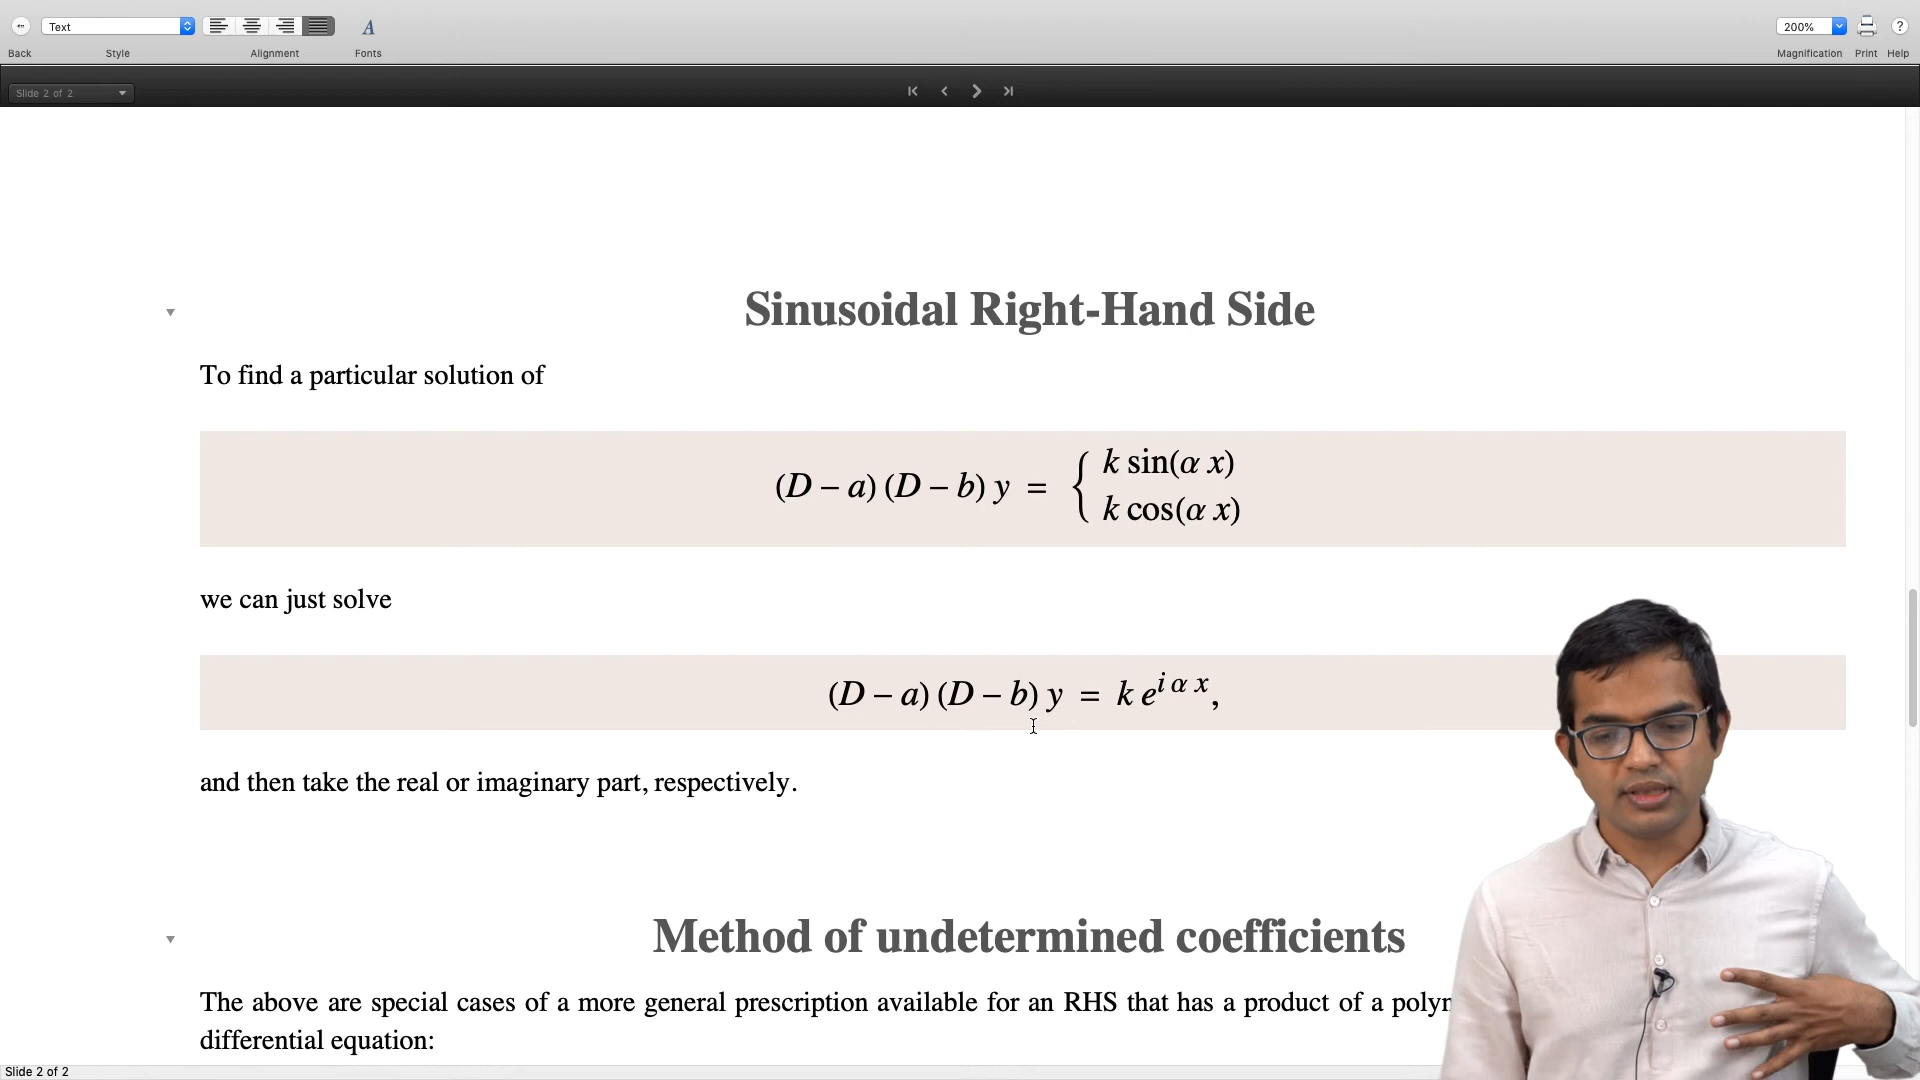 Text
200%
Back Style Alignment Fonts Magnification Print Help
Slide 2 of 2
Sinusoidal Right-Hand Side
To find a particular solution of
(D − a) (D − b) y = { k sin(α x)
k cos(α x)
we can just solve
(D − a) (D − b) y = k e^{i α x},
and then take the real or imaginary part, respectively.
Method of undetermined coefficients
The above are special cases of a more general prescription available for an RHS that has a product of a
differential equation:
Slide 2 of 2